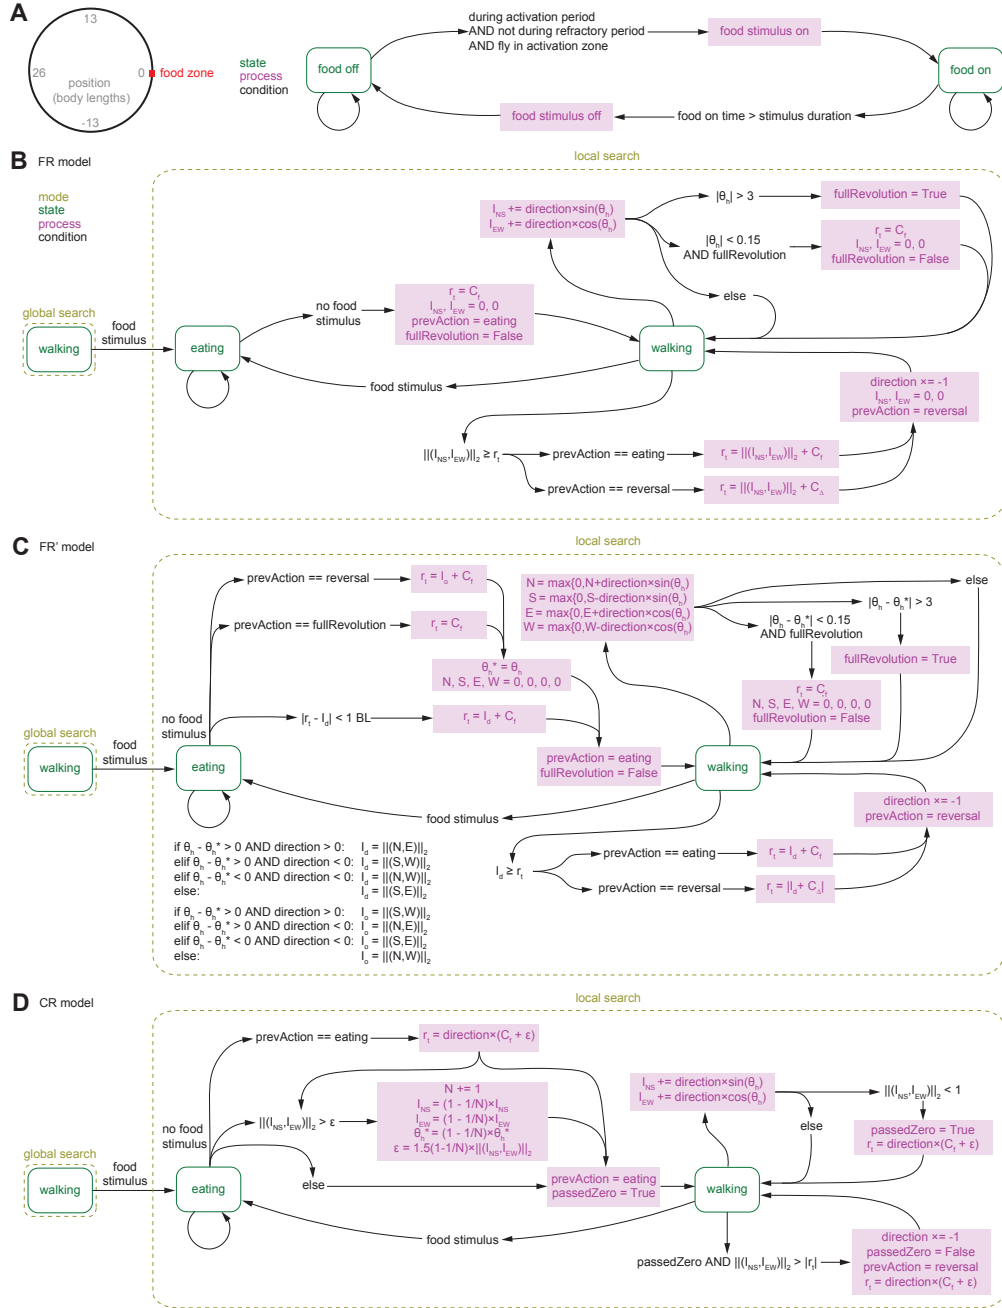 A
13
26
0
position
(body lengths)
-13
food zone
state
process
condition
food off
during activation period
AND not during refractory period
AND fly in activation zone
food stimulus on
food on
food stimulus off
food on time > stimulus duration
B FR model
local search
mode
state
process
condition
global search
walking
food
stimulus
eating
no food
stimulus
r_t = C_f
I_NS, I_EW = 0, 0
prevAction = eating
fullRevolution = False
I_NS += direction×sin(θ_h)
I_EW += direction×cos(θ_h)
|θ_h| > 3
fullRevolution = True
|θ_h| < 0.15
AND fullRevolution
r_t = C_f
I_NS, I_EW = 0, 0
fullRevolution = False
else
walking
food stimulus
direction ×= -1
I_NS, I_EW = 0, 0
prevAction = reversal
||(I_NS,I_EW)||_2 ≥ r_t
prevAction == eating
r_t = ||(I_NS,I_EW)||_2 + C_f
prevAction == reversal
r_t = ||(I_NS,I_EW)||_2 + C_Δ
C FR' model
local search
prevAction == reversal
r_t = I_o + C_f
prevAction == fullRevolution
r_t = C_f
θ_h* = θ_h
N, S, E, W = 0, 0, 0, 0
N = max{0,N+direction×sin(θ_h)
S = max{0,S-direction×sin(θ_h)
E = max{0,E+direction×cos(θ_h)
W = max{0,W-direction×cos(θ_h)
else
|θ_h - θ_h*| > 3
|θ_h - θ_h*| < 0.15
AND fullRevolution
fullRevolution = True
r_t = C_f
N, S, E, W = 0, 0, 0, 0
fullRevolution = False
no food
stimulus
|r_t - I_d| < 1 BL
r_t = I_d + C_f
global search
walking
food
stimulus
eating
prevAction = eating
fullRevolution = False
walking
food stimulus
direction ×= -1
prevAction = reversal
I_d ≥ r_t
prevAction == eating
r_t = I_d + C_f
prevAction == reversal
r_t = |I_d + C_Δ|
if θ_h - θ_h* > 0 AND direction > 0: I_d = ||(N,E)||_2
elif θ_h - θ_h* > 0 AND direction < 0: I_d = ||(S,W)||_2
elif θ_h - θ_h* < 0 AND direction < 0: I_d = ||(N,W)||_2
else: I_d = ||(S,E)||_2
if θ_h - θ_h* > 0 AND direction > 0: I_o = ||(S,W)||_2
elif θ_h - θ_h* > 0 AND direction < 0: I_o = ||(N,E)||_2
elif θ_h - θ_h* < 0 AND direction < 0: I_o = ||(S,E)||_2
else: I_o = ||(N,W)||_2
D CR model
local search
prevAction == eating
r_t = direction×(C_f + ε)
no food
stimulus
||(I_NS,I_EW)||_2 > ε
N += 1
I_NS = (1 - 1/N)×I_NS
I_EW = (1 - 1/N)×I_EW
θ_h* = (1 - 1/N)×θ_h*
ε = 1.5(1-1/N)×||(I_NS,I_EW)||_2
else
I_NS += direction×sin(θ_h)
I_EW += direction×cos(θ_h)
||(I_NS,I_EW)||_2 < 1
else
passedZero = True
r_t = direction×(C_f + ε)
global search
walking
food
stimulus
eating
prevAction = eating
passedZero = True
walking
food stimulus
passedZero AND ||(I_NS,I_EW)||_2 > |r_t|
direction ×= -1
passedZero = False
prevAction = reversal
r_t = direction×(C_f + ε)